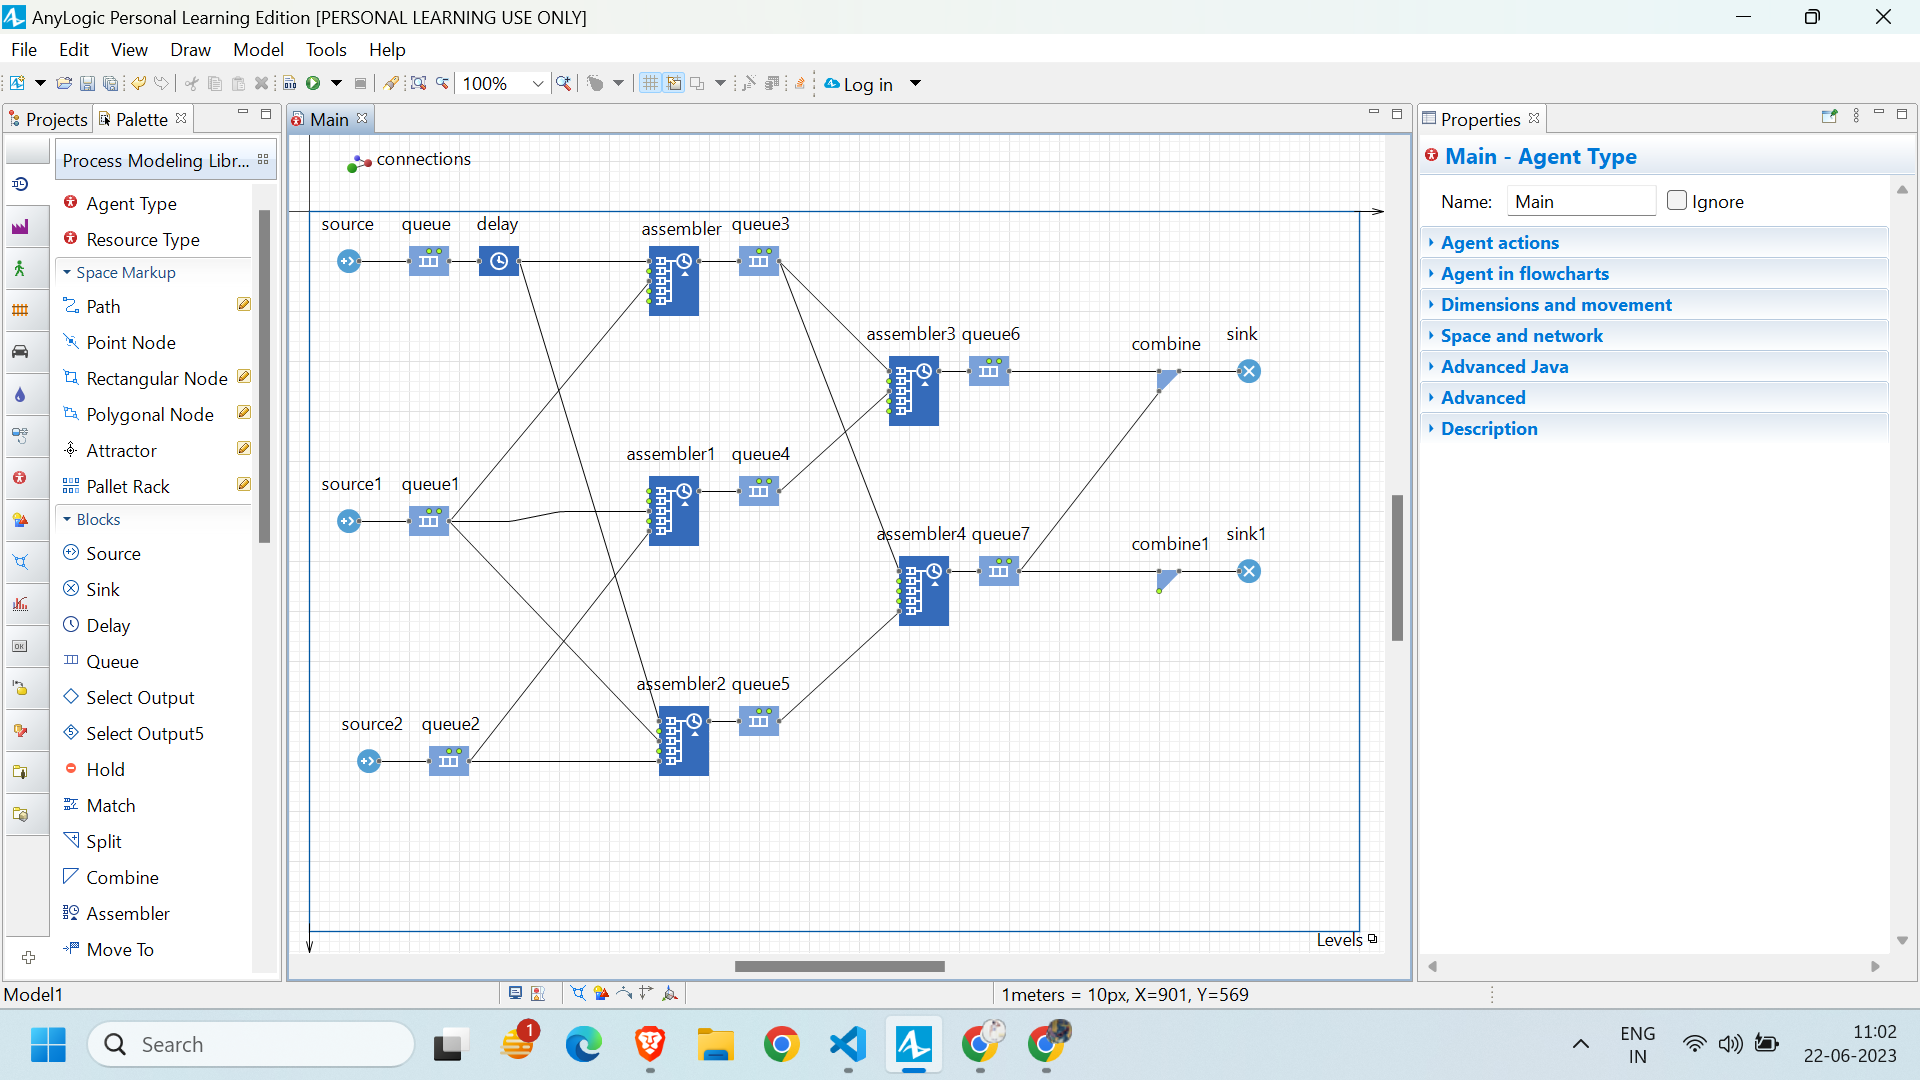 AnyLogic Personal Learning Edition [PERSONAL LEARNING USE ONLY]
File Edit View Draw Model Tools Help
100% Log in
Projects Palette
Process Modeling Libr...
Agent Type
Resource Type
Space Markup
Path
Point Node
Rectangular Node
Polygonal Node
Attractor
Pallet Rack
Blocks
Source
Sink
Delay
Queue
Select Output
Select Output5
Hold
Match
Split
Combine
Assembler
Move To
Main
connections
source queue delay assembler queue3
assembler3 queue6 combine sink
assembler1 queue4
source1 queue1
assembler4 queue7 combine1 sink1
assembler2 queue5
source2 queue2
Levels
Properties
Main - Agent Type
Name: Main Ignore
Agent actions
Agent in flowcharts
Dimensions and movement
Space and network
Advanced Java
Advanced
Description
Model1
1meters = 10px, X=901, Y=569
Search
1
ENG
IN
11:02
22-06-2023